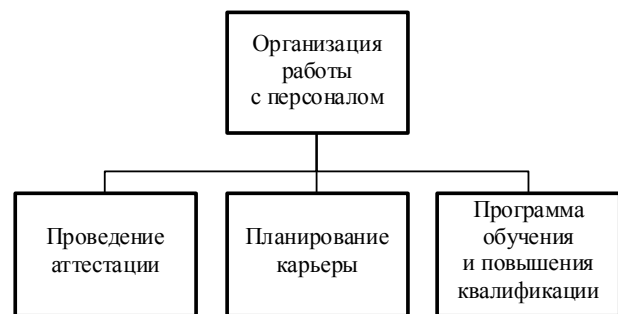 Организация
работы
с персоналом
Проведение
аттестации
Планирование
карьеры
Программа
обучения
и повышения
квалификации